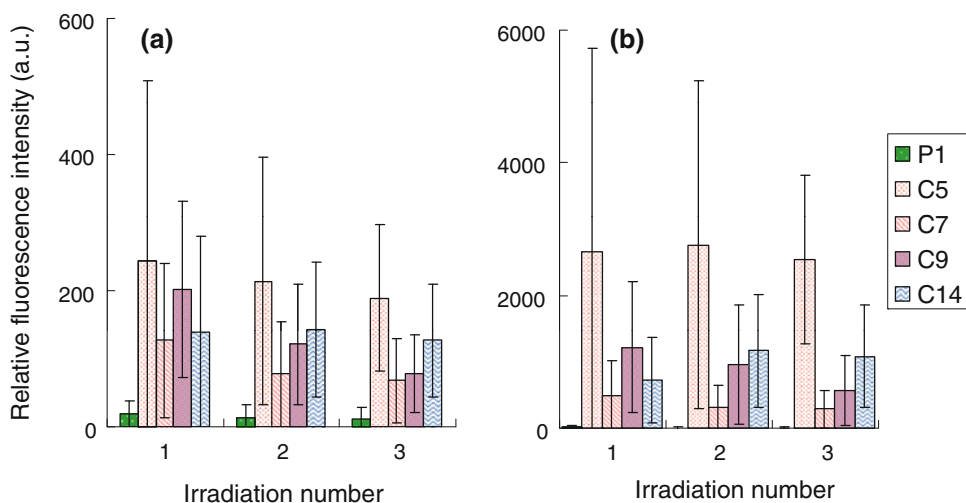 Relative fluorescence intensity (a.u.)
600
400
200
0
(a)
1
2
3
Irradiation number
6000
4000
2000
0
(b)
1
2
3
Irradiation number
P1
C5
C7
C9
C14